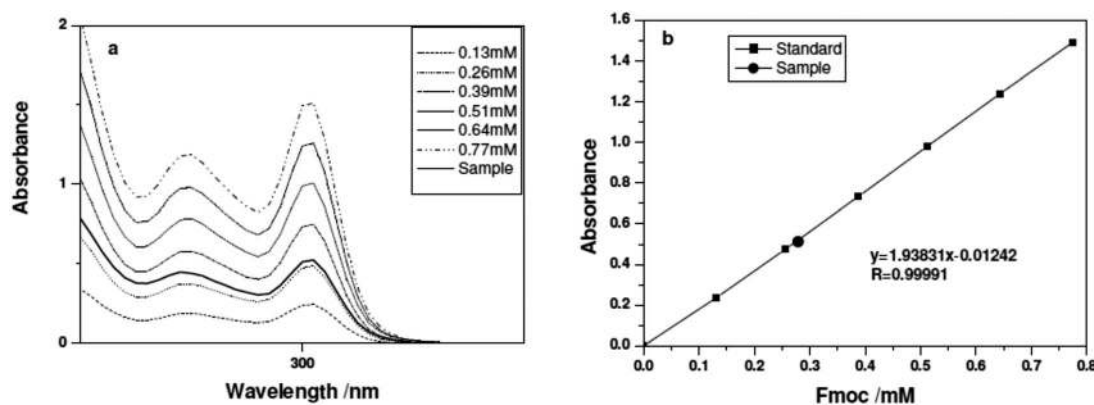 a
2
1
0
Absorbance
300
Wavelength /nm
0.13mM
0.26mM
0.39mM
0.51mM
0.64mM
0.77mM
Sample
b
1.6
1.4
1.2
1.0
0.8
0.6
0.4
0.2
0.0
Absorbance
Standard
Sample
y=1.93831x-0.01242
R=0.99991
0.0 0.1 0.2 0.3 0.4 0.5 0.6 0.7 0.8
Fmoc /mM